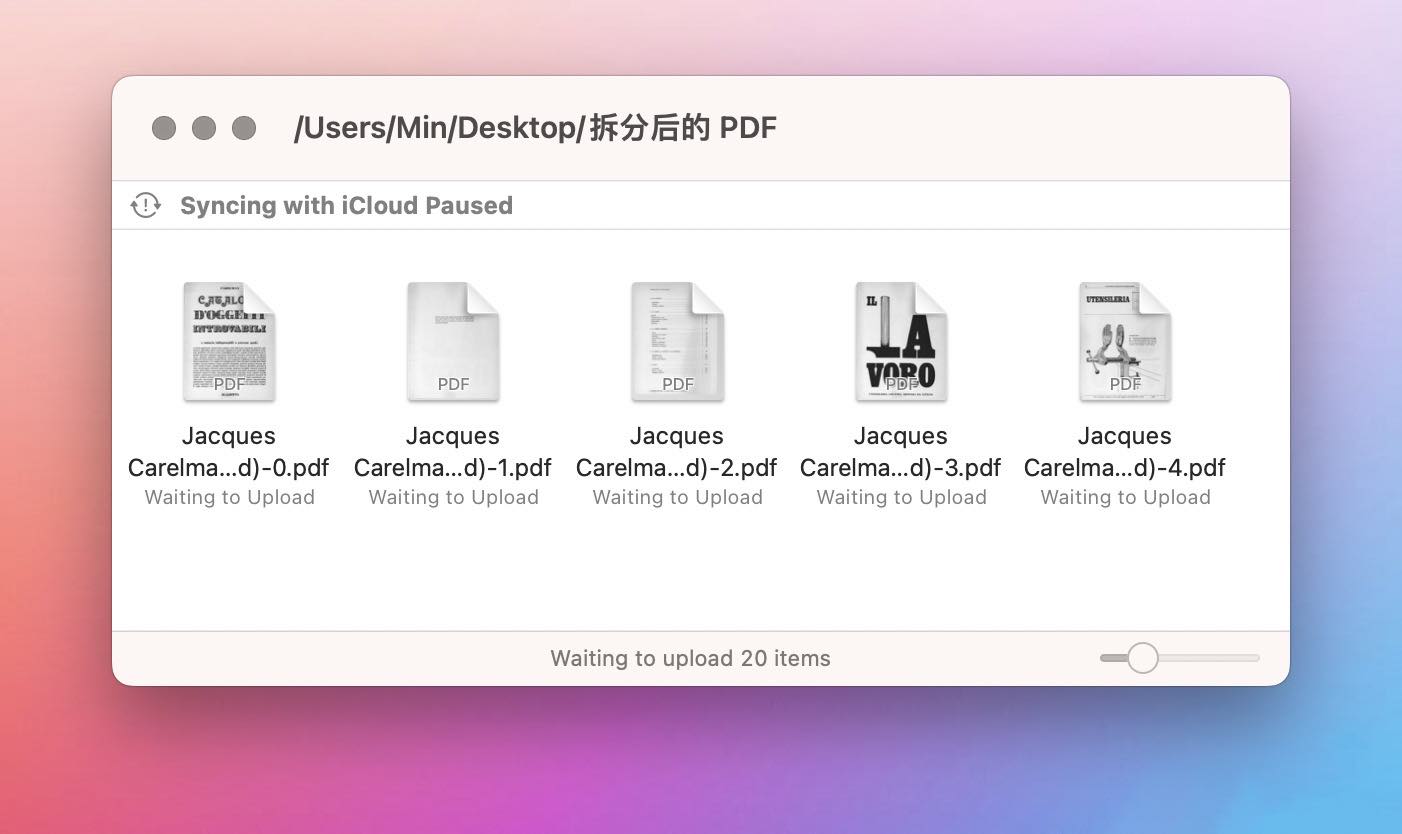 /Users/Min/Desktop/拆分后的 PDF
Syncing with iCloud Paused
CATALO
D'OGGETTI
INTROVABILI
PDF
PDF
PDF
IL
LAVORO
PDF
UTENSILERIA
PDF
Jacques
Carelma...d)-0.pdf
Waiting to Upload
Jacques
Carelma...d)-1.pdf
Waiting to Upload
Jacques
Carelma...d)-2.pdf
Waiting to Upload
Jacques
Carelma...d)-3.pdf
Waiting to Upload
Jacques
Carelma...d)-4.pdf
Waiting to Upload
Waiting to upload 20 items